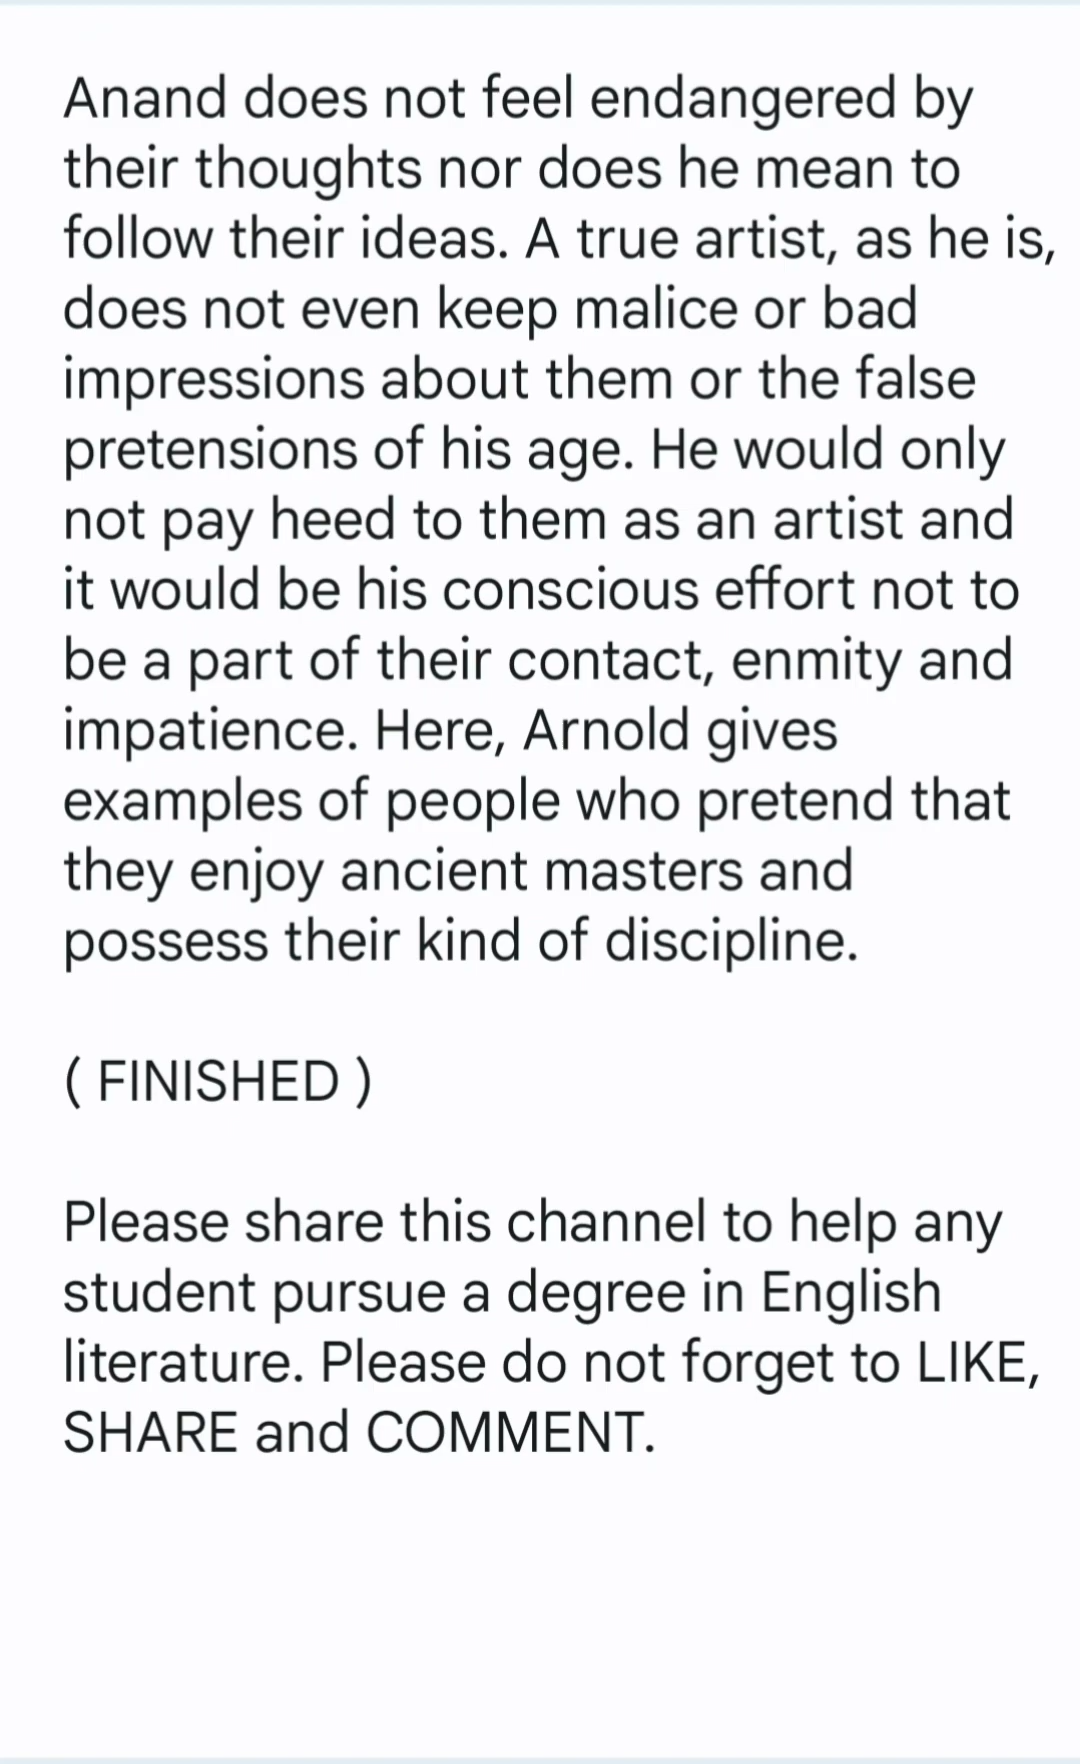 Anand does not feel endangered by
their thoughts nor does he mean to
follow their ideas. A true artist, as he is,
does not even keep malice or bad
impressions about them or the false
pretensions of his age. He would only
not pay heed to them as an artist and
it would be his conscious effort not to
be a part of their contact, enmity and
impatience. Here, Arnold gives
examples of people who pretend that
they enjoy ancient masters and
possess their kind of discipline.
( FINISHED )
Please share this channel to help any
student pursue a degree in English
literature. Please do not forget to LIKE,
SHARE and COMMENT.